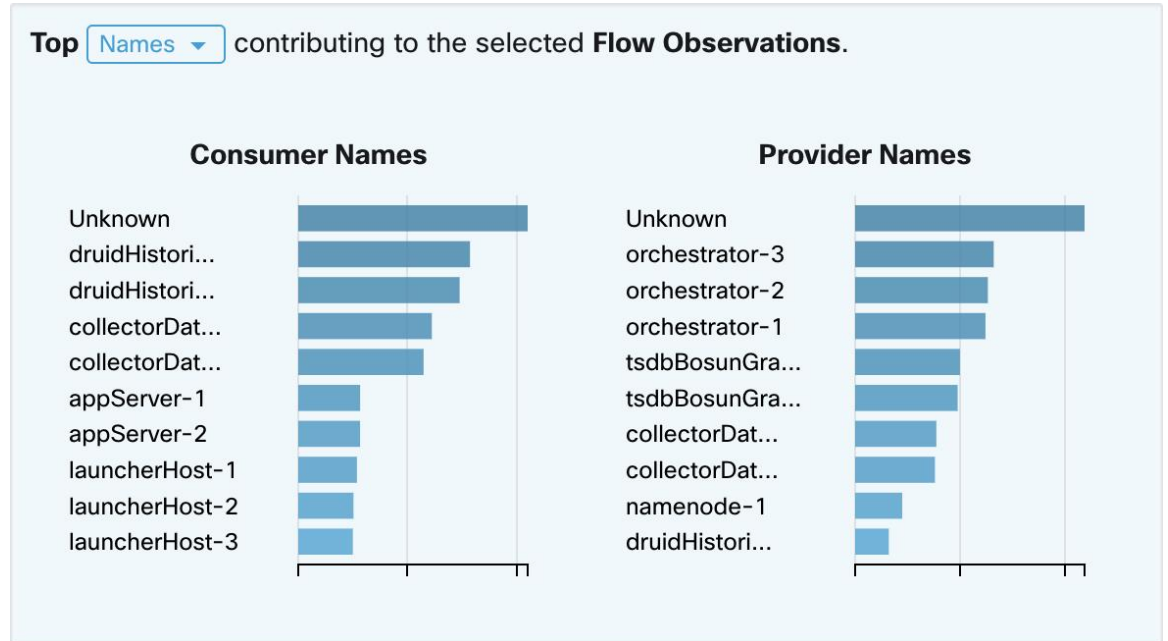 Top Names contributing to the selected Flow Observations.
Consumer Names
Unknown
druidHistori...
druidHistori...
collectorDat...
collectorDat...
appServer-1
appServer-2
launcherHost-1
launcherHost-2
launcherHost-3
Provider Names
Unknown
orchestrator-3
orchestrator-2
orchestrator-1
tsdbBosunGra...
tsdbBosunGra...
collectorDat...
collectorDat...
namenode-1
druidHistori...